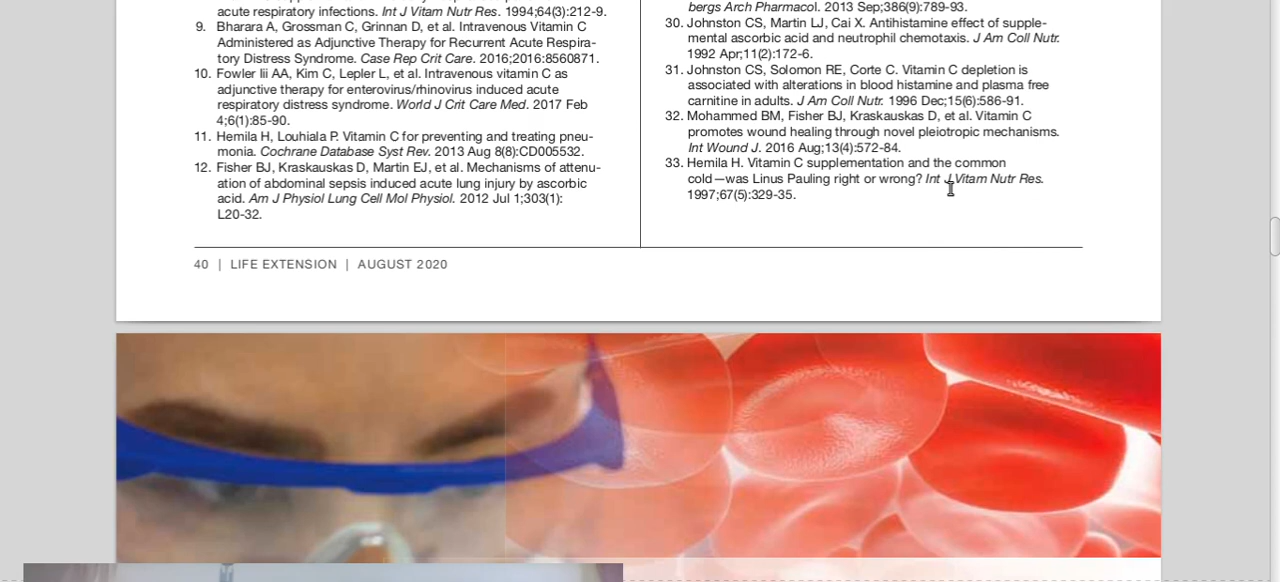 acute respiratory infections. Int J Vitam Nutr Res. 1994;64(3):212-9.
9. Bharara A, Grossman C, Grinnan D, et al. Intravenous Vitamin C
Administered as Adjunctive Therapy for Recurrent Acute Respira-
tory Distress Syndrome. Case Rep Crit Care. 2016;2016:8560871.
10. Fowler Iii AA, Kim C, Lepler L, et al. Intravenous vitamin C as
adjunctive therapy for enterovirus/rhinovirus induced acute
respiratory distress syndrome. World J Crit Care Med. 2017 Feb
4;6(1):85-90.
11. Hemila H, Louhiala P. Vitamin C for preventing and treating pneu-
monia. Cochrane Database Syst Rev. 2013 Aug 8(8):CD005532.
12. Fisher BJ, Kraskauskas D, Martin EJ, et al. Mechanisms of attenu-
ation of abdominal sepsis induced acute lung injury by ascorbic
acid. Am J Physiol Lung Cell Mol Physiol. 2012 Jul 1;303(1):
L20-32.
bergs Arch Pharmacol. 2013 Sep;386(9):789-93.
30. Johnston CS, Martin LJ, Cai X. Antihistamine effect of supple-
mental ascorbic acid and neutrophil chemotaxis. J Am Coll Nutr.
1992 Apr;11(2):172-6.
31. Johnston CS, Solomon RE, Corte C. Vitamin C depletion is
associated with alterations in blood histamine and plasma free
carnitine in adults. J Am Coll Nutr. 1996 Dec;15(6):586-91.
32. Mohammed BM, Fisher BJ, Kraskauskas D, et al. Vitamin C
promotes wound healing through novel pleiotropic mechanisms.
Int Wound J. 2016 Aug;13(4):572-84.
33. Hemila H. Vitamin C supplementation and the common
cold—was Linus Pauling right or wrong? Int J Vitam Nutr Res.
1997;67(5):329-35.
40 | LIFE EXTENSION | AUGUST 2020